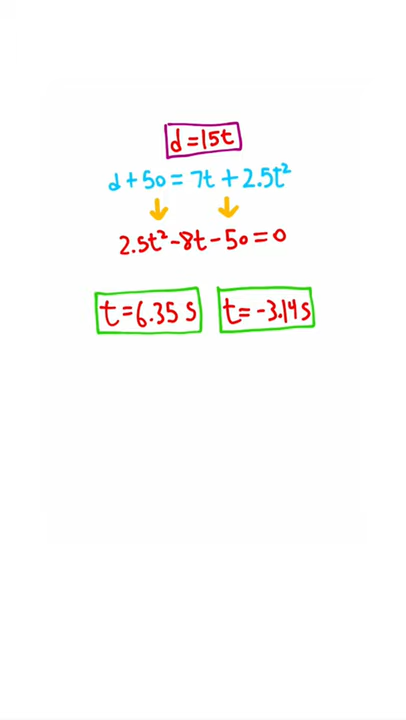 d = 15t
d + 50 = 7t + 2.5t²
↓ ↓
2.5t² - 8t - 50 = 0
t = 6.35 s t = -3.14 s